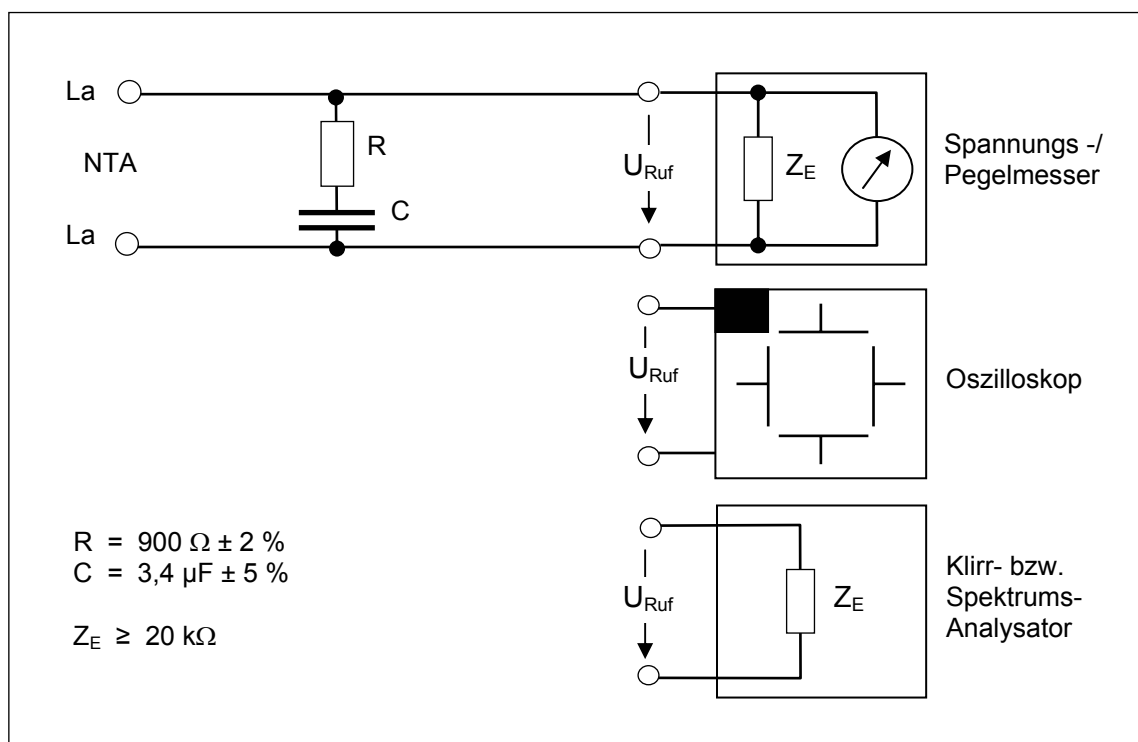 La
NTA
La
R
C
U_Ruf
Z_E
Spannungs -/
Pegelmesser
U_Ruf
Oszilloskop
R = 900 Ω ± 2 %
C = 3,4 µF ± 5 %
Z_E ≥ 20 kΩ
U_Ruf
Z_E
Klirr- bzw.
Spektrums-
Analysator